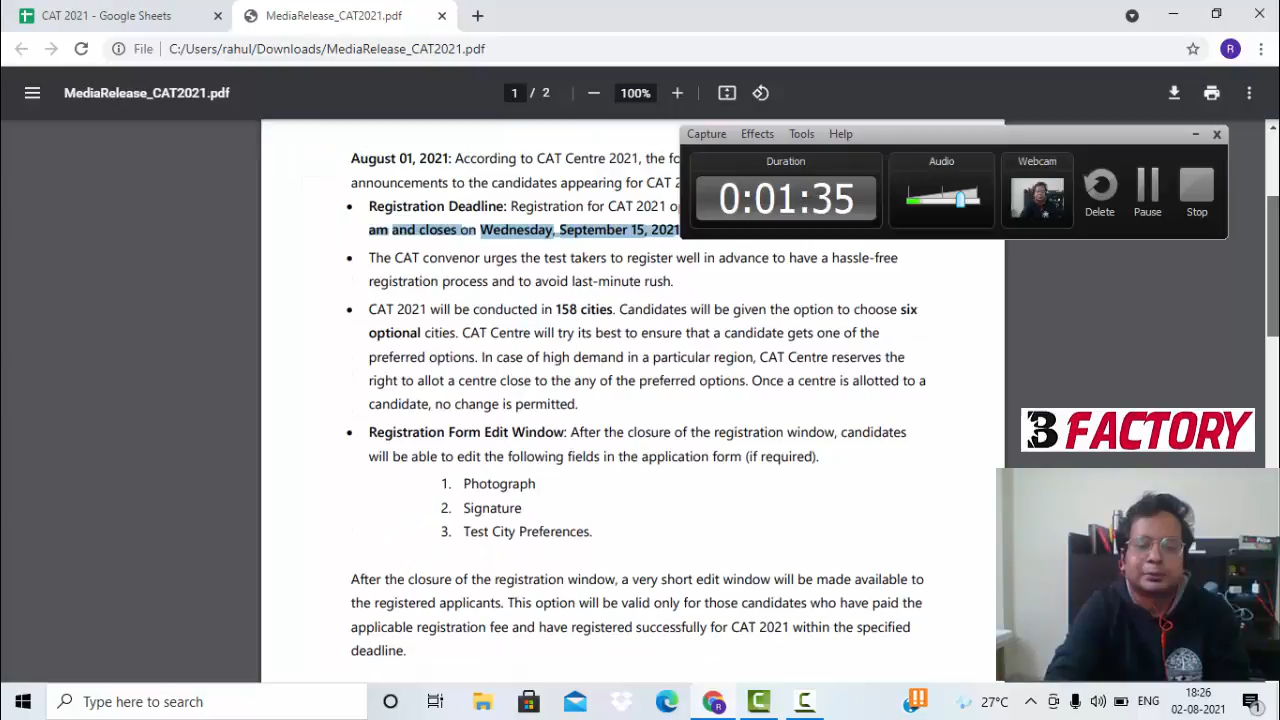 CAT 2021 - Google Sheets
MediaRelease_CAT2021.pdf
File
C:/Users/rahul/Downloads/MediaRelease_CAT2021.pdf
R
MediaRelease_CAT2021.pdf
1 / 2
100%
Capture Effects Tools Help
Duration
Audio
Webcam
0:01:35
Delete
Pause
Stop
August 01, 2021: According to CAT Centre 2021, the fo
announcements to the candidates appearing for CAT 2
• Registration Deadline: Registration for CAT 2021 o
am and closes on Wednesday, September 15, 2021
• The CAT convenor urges the test takers to register well in advance to have a hassle-free
registration process and to avoid last-minute rush.
• CAT 2021 will be conducted in 158 cities. Candidates will be given the option to choose six
optional cities. CAT Centre will try its best to ensure that a candidate gets one of the
preferred options. In case of high demand in a particular region, CAT Centre reserves the
right to allot a centre close to the any of the preferred options. Once a centre is allotted to a
candidate, no change is permitted.
• Registration Form Edit Window: After the closure of the registration window, candidates
will be able to edit the following fields in the application form (if required).
1. Photograph
2. Signature
3. Test City Preferences.
After the closure of the registration window, a very short edit window will be made available to
the registered applicants. This option will be valid only for those candidates who have paid the
applicable registration fee and have registered successfully for CAT 2021 within the specified
deadline.
3 FACTORY
Type here to search
27°C
ENG
18:26
02-08-2021
1